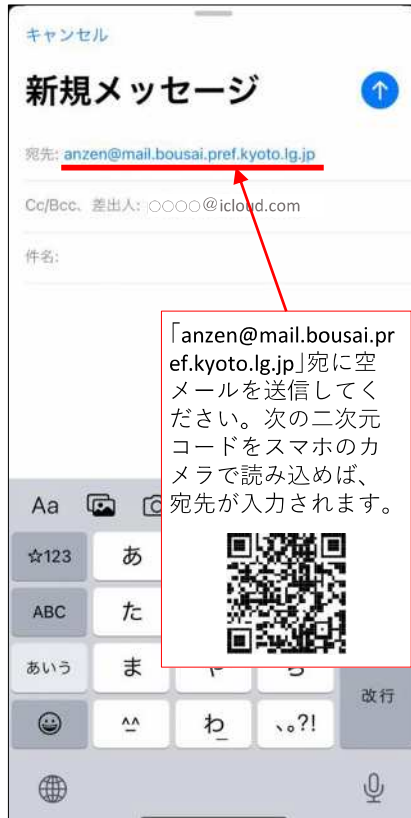 キャンセル
新規メッセージ
宛先: anzen@mail.bousai.pref.kyoto.lg.jp
Cc/Bcc、差出人: ○○○○@icloud.com
件名:
「anzen@mail.bousai.pr
ef.kyoto.lg.jp」宛に空
メールを送信してく
ださい。次の二次元
コードをスマホのカ
メラで読み込めば、
宛先が入力されます。
Aa
☆123
あ
ABC
た
あいう
ま
改行
^^
わ
、。?!